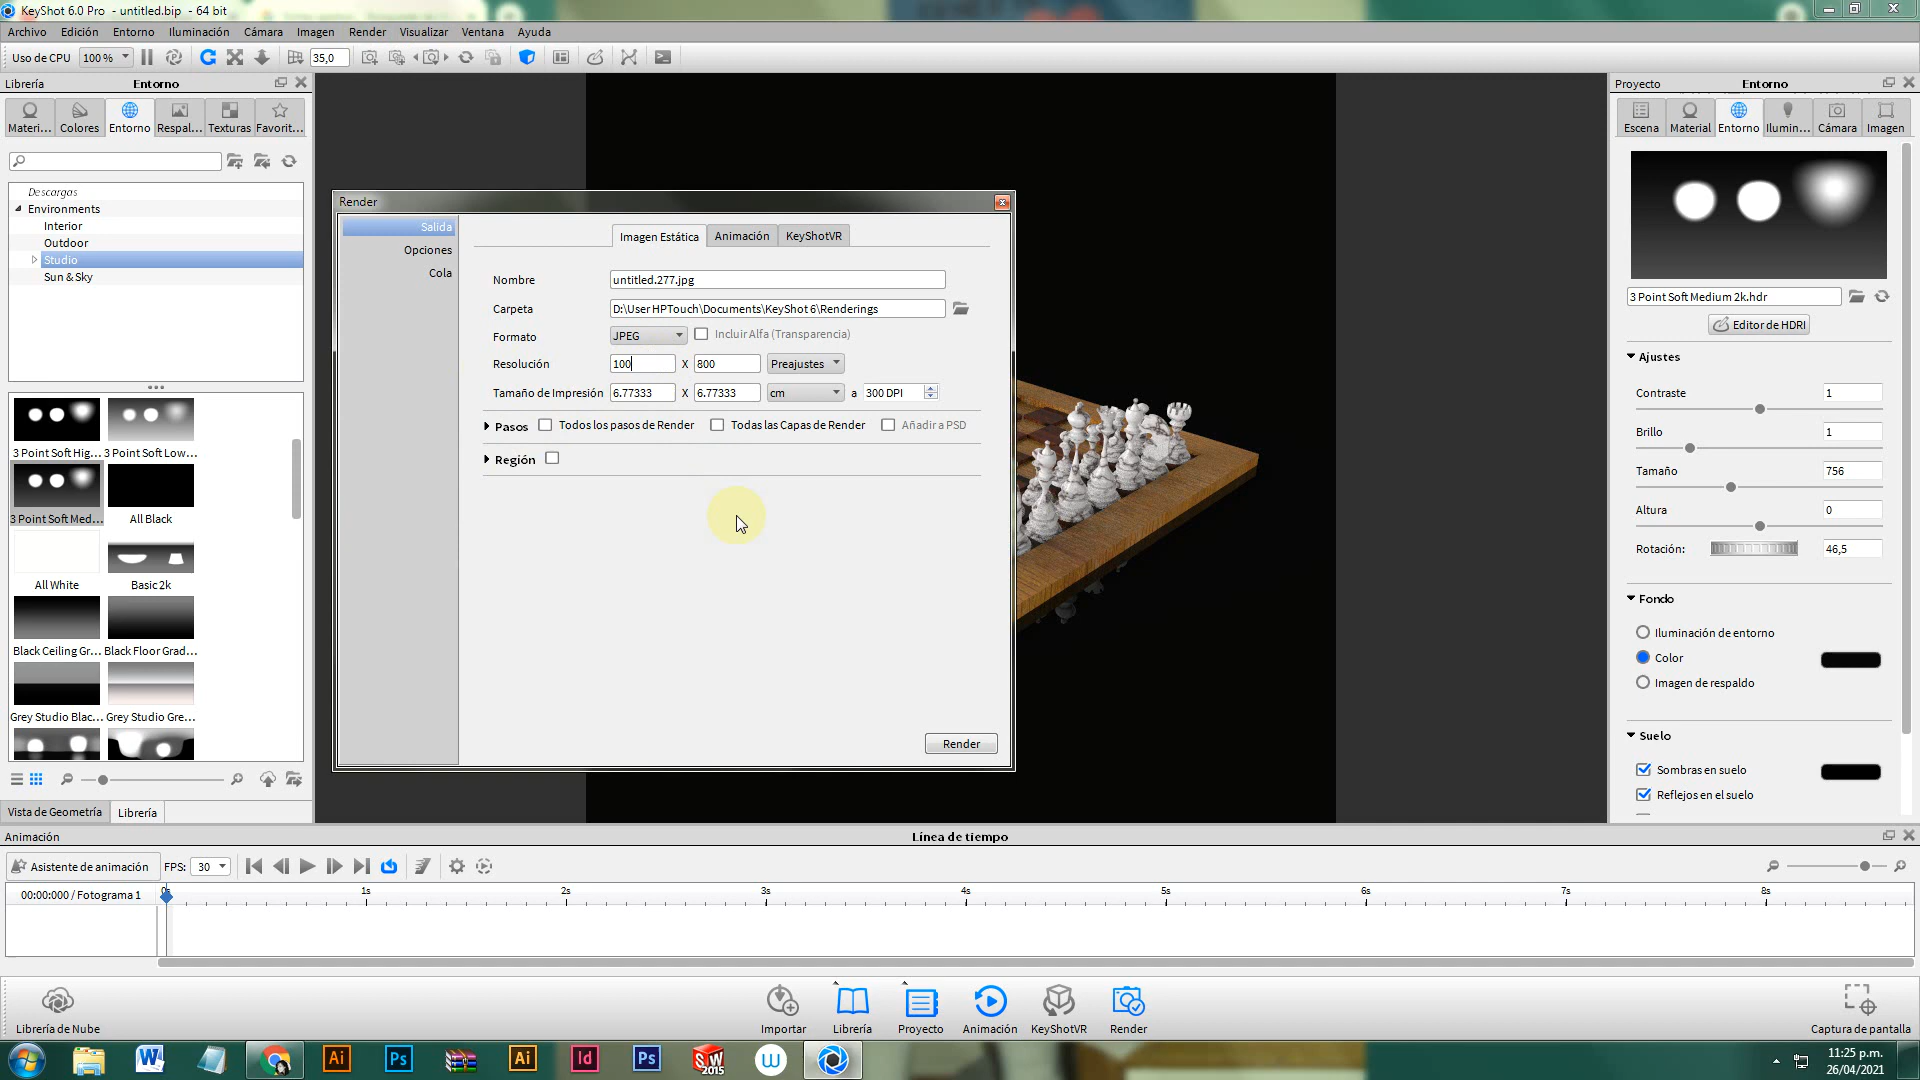 KeyShot 6.0 Pro - untitled.bip - 64 bit
Archivo Edición Entorno Iluminación Cámara Imagen Render Visualizar Ventana Ayuda
Uso de CPU 100 % 35,0
Librería Entorno
Materi... Colores Entorno Respal... Texturas Favorit...
Descargas
Environments
Interior
Outdoor
Studio
Sun & Sky
3 Point Soft Hig... 3 Point Soft Low...
3 Point Soft Med... All Black
All White Basic 2k
Black Ceiling Gr... Black Floor Grad...
Grey Studio Blac... Grey Studio Gre...
Vista de Geometría Librería
Render
Salida
Opciones
Cola
Imagen Estática Animación KeyShotVR
Nombre untitled.277.jpg
Carpeta D:\User HPTouch\Documents\KeyShot 6\Renderings
Formato JPEG Incluir Alfa (Transparencia)
Resolución 100 X 800 Preajustes
Tamaño de Impresión 6.77333 X 6.77333 cm a 300 DPI
Pasos Todos los pasos de Render Todas las Capas de Render Añadir a PSD
Región
Render
Proyecto Entorno
Escena Material Entorno Ilumin... Cámara Imagen
3 Point Soft Medium 2k.hdr
Editor de HDRI
Ajustes
Contraste 1
Brillo 1
Tamaño 756
Altura 0
Rotación: 46,5
Fondo
Iluminación de entorno
Color
Imagen de respaldo
Suelo
Sombras en suelo
Reflejos en el suelo
Animación Línea de tiempo
Asistente de animación FPS: 30
00:00:000 / Fotograma 1 0s 1s 2s 3s 4s 5s 6s 7s 8s
Librería de Nube Importar Librería Proyecto Animación KeyShotVR Render Captura de pantalla
W Ai Ps Ai Id Ps SW 2015 W
11:25 p.m.
26/04/2021